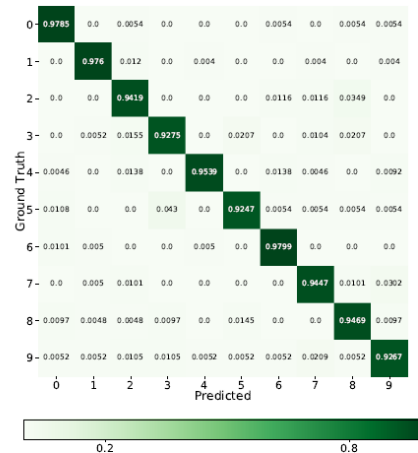 0 0.9785 0.0 0.0054 0.0 0.0 0.0 0.0054 0.0 0.0054 0.0054
1 0.0 0.976 0.012 0.0 0.004 0.0 0.0 0.004 0.0 0.004
2 0.0 0.0 0.9419 0.0 0.0 0.0 0.0116 0.0116 0.0349 0.0
3 0.0 0.0052 0.0155 0.9275 0.0 0.0207 0.0 0.0104 0.0207 0.0
4 0.0046 0.0 0.0138 0.0 0.9539 0.0 0.0138 0.0046 0.0 0.0092
5 0.0108 0.0 0.0 0.043 0.0 0.9247 0.0054 0.0054 0.0054 0.0054
6 0.0101 0.005 0.0 0.0 0.005 0.0 0.9799 0.0 0.0 0.0
7 0.0 0.005 0.0101 0.0 0.0 0.0 0.0 0.9447 0.0101 0.0302
8 0.0097 0.0048 0.0048 0.0097 0.0 0.0145 0.0 0.0 0.9469 0.0097
9 0.0052 0.0052 0.0105 0.0105 0.0052 0.0052 0.0052 0.0209 0.0052 0.9267
0 1 2 3 4 5 6 7 8 9
Ground Truth
Predicted
0.2 0.8